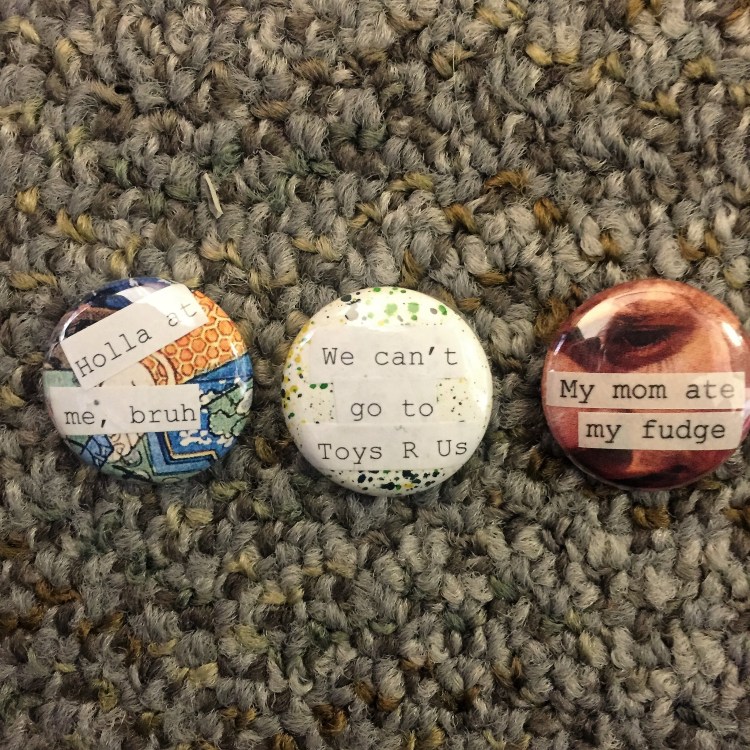 Holla at
me, bruh
We can't
go to
Toys R Us
My mom ate
my fudge